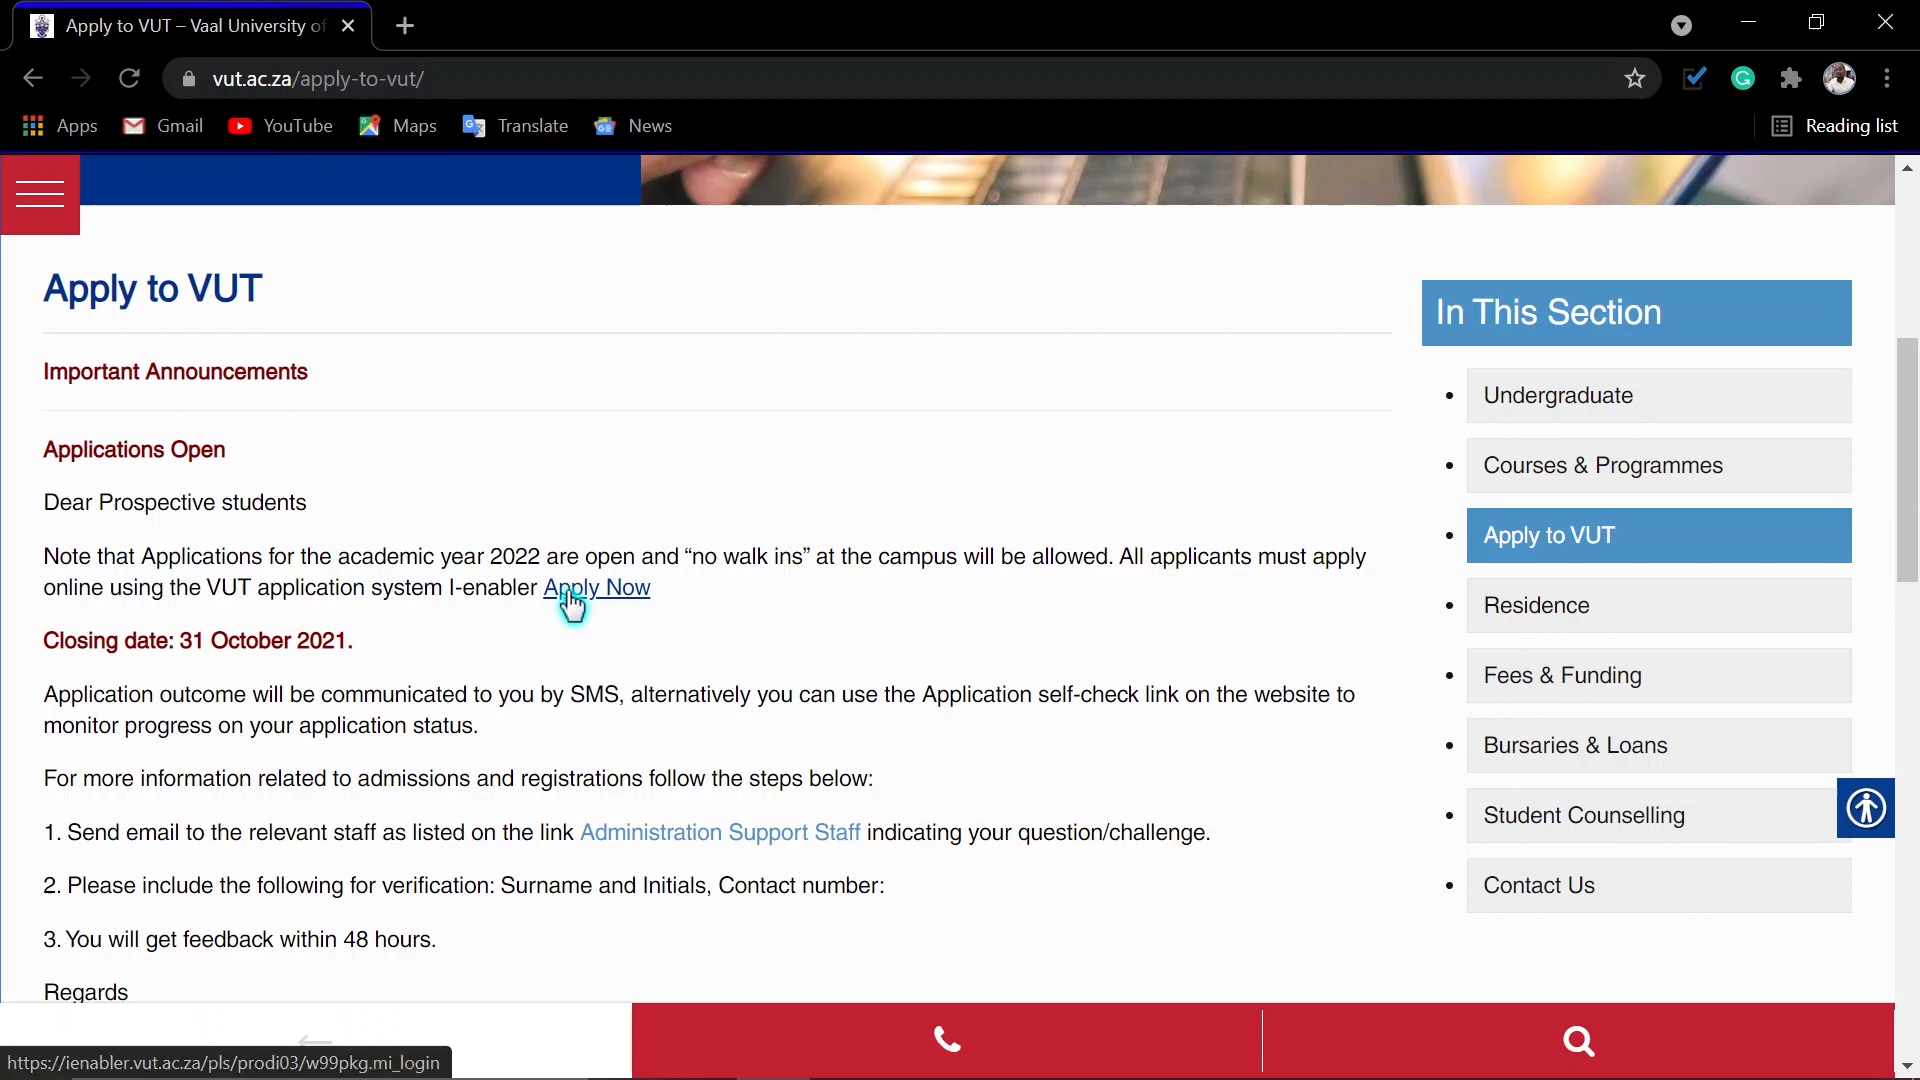 Apply to VUT – Vaal University of
vut.ac.za/apply-to-vut/
Apps
Gmail
YouTube
Maps
Translate
News
Reading list
Apply to VUT
Important Announcements
Applications Open
Dear Prospective students
Note that Applications for the academic year 2022 are open and “no walk ins” at the campus will be allowed. All applicants must apply
online using the VUT application system I-enabler Apply Now
Closing date: 31 October 2021.
Application outcome will be communicated to you by SMS, alternatively you can use the Application self-check link on the website to
monitor progress on your application status.
For more information related to admissions and registrations follow the steps below:
1. Send email to the relevant staff as listed on the link Administration Support Staff indicating your question/challenge.
2. Please include the following for verification: Surname and Initials, Contact number:
3. You will get feedback within 48 hours.
Regards
In This Section
Undergraduate
Courses & Programmes
Apply to VUT
Residence
Fees & Funding
Bursaries & Loans
Student Counselling
Contact Us
https://ienabler.vut.ac.za/pls/prodi03/w99pkg.mi_login